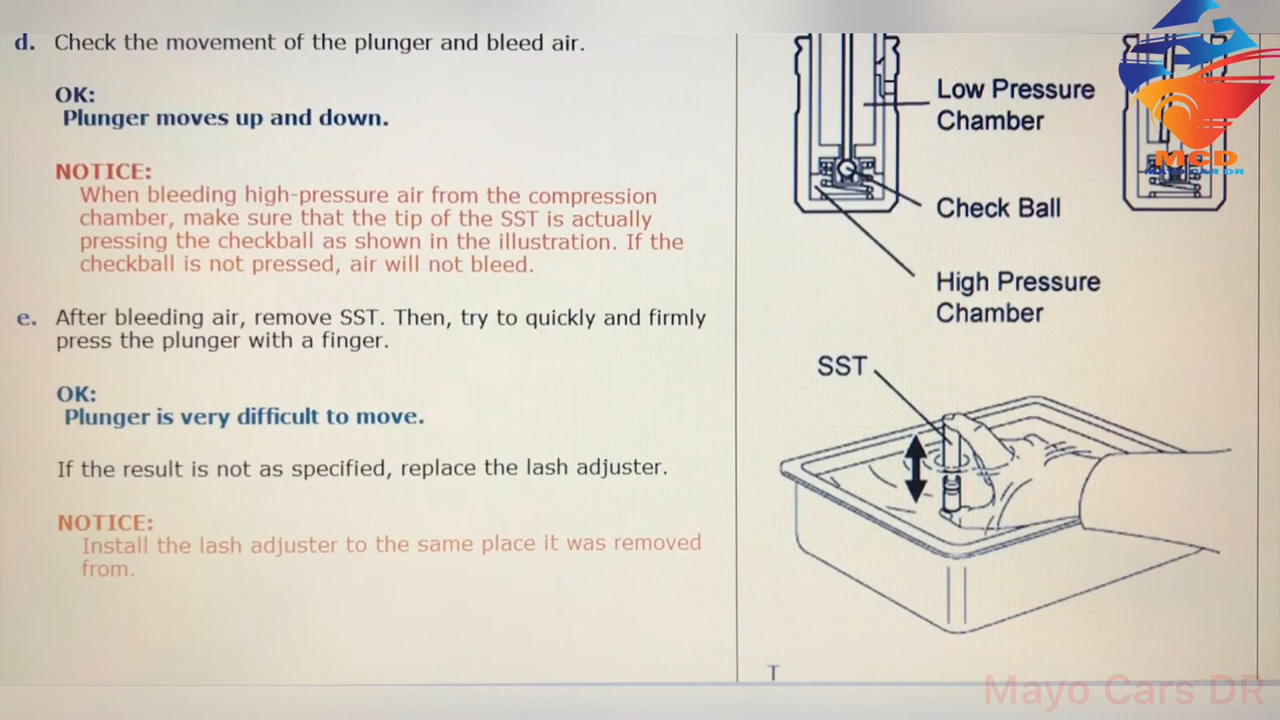 d. Check the movement of the plunger and bleed air.
OK:
Plunger moves up and down.
NOTICE:
When bleeding high-pressure air from the compression
chamber, make sure that the tip of the SST is actually
pressing the checkball as shown in the illustration. If the
checkball is not pressed, air will not bleed.
e. After bleeding air, remove SST. Then, try to quickly and firmly
press the plunger with a finger.
OK:
Plunger is very difficult to move.
If the result is not as specified, replace the lash adjuster.
NOTICE:
Install the lash adjuster to the same place it was removed
from.
Low Pressure
Chamber
Check Ball
High Pressure
Chamber
SST
T
MCD
MAYO CAR DR
Mayo Cars DR